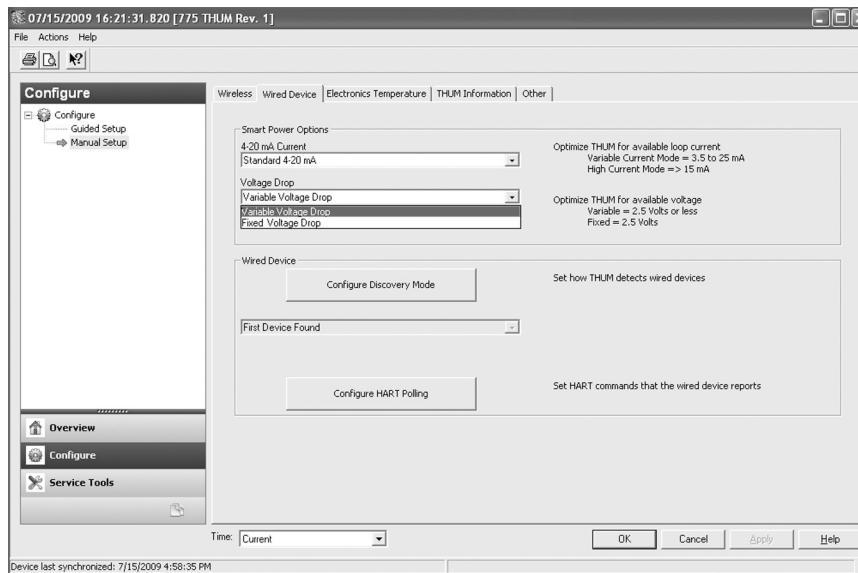 07/15/2009 16:21:31.820 [775 THUM Rev. 1]
File Actions Help
Configure
Configure
Guided Setup
Manual Setup
Overview
Configure
Service Tools
Wireless Wired Device Electronics Temperature THUM Information Other
Smart Power Options
4-20 mA Current
Standard 4-20 mA
Optimize THUM for available loop current
Variable Current Mode = 3.5 to 25 mA
High Current Mode => 15 mA
Voltage Drop
Variable Voltage Drop
Variable Voltage Drop
Fixed Voltage Drop
Optimize THUM for available voltage
Variable = 2.5 Volts or less
Fixed = 2.5 Volts
Wired Device
Configure Discovery Mode
Set how THUM detects wired devices
First Device Found
Configure HART Polling
Set HART commands that the wired device reports
Time: Current
OK Cancel Apply Help
Device last synchronized: 7/15/2009 4:58:35 PM